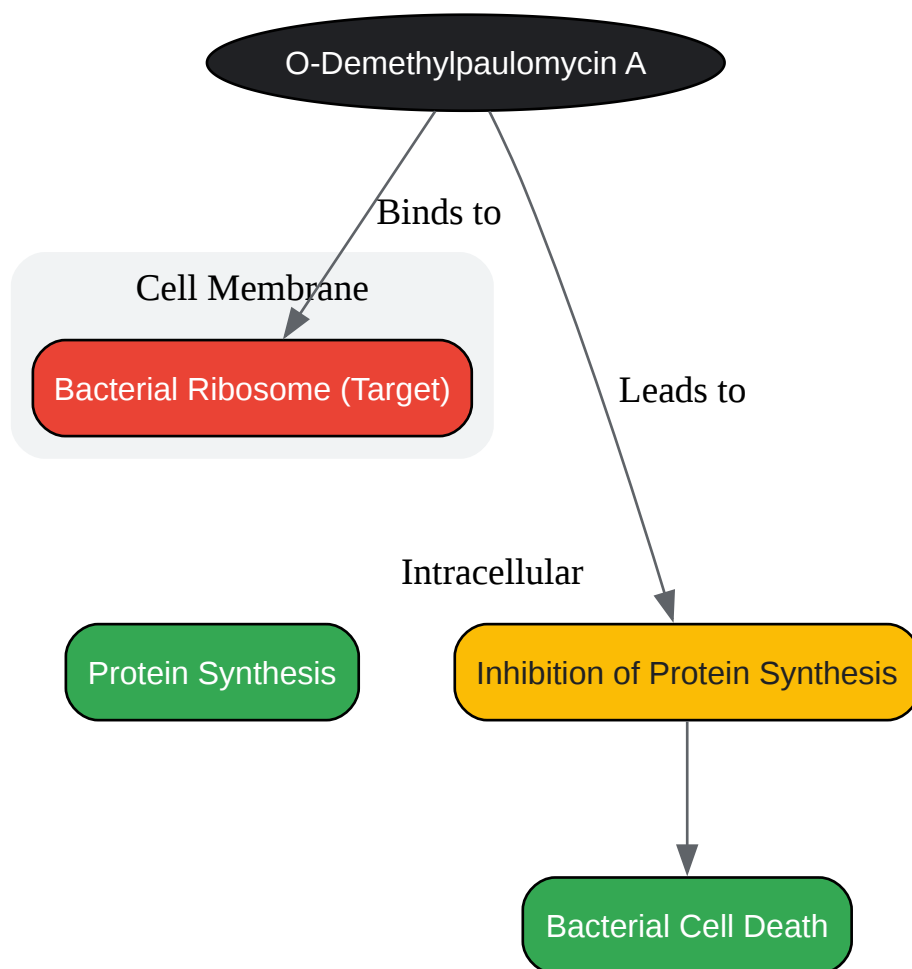 O-Demethylpaulomycin A
Binds to
Cell Membrane
Bacterial Ribosome (Target)
Leads to
Intracellular
Protein Synthesis
Inhibition of Protein Synthesis
Bacterial Cell Death